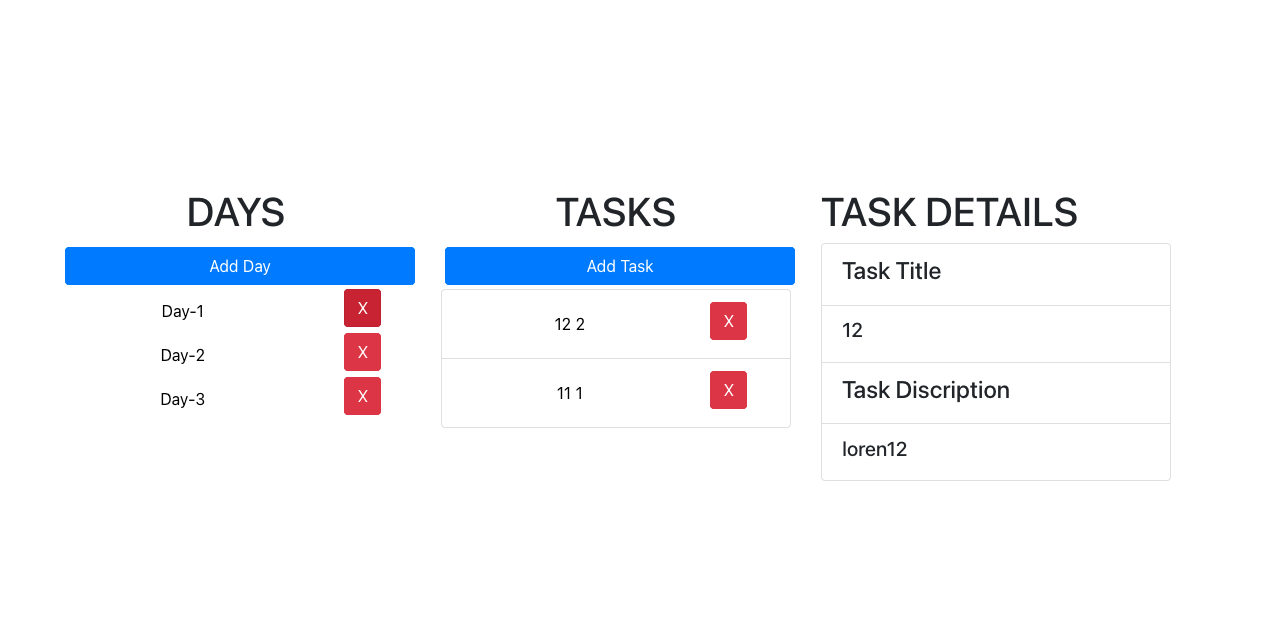 DAYS
Add Day
Day-1 X
Day-2 X
Day-3 X
TASKS
Add Task
12 2 X
11 1 X
TASK DETAILS
Task Title
12
Task Discription
loren12